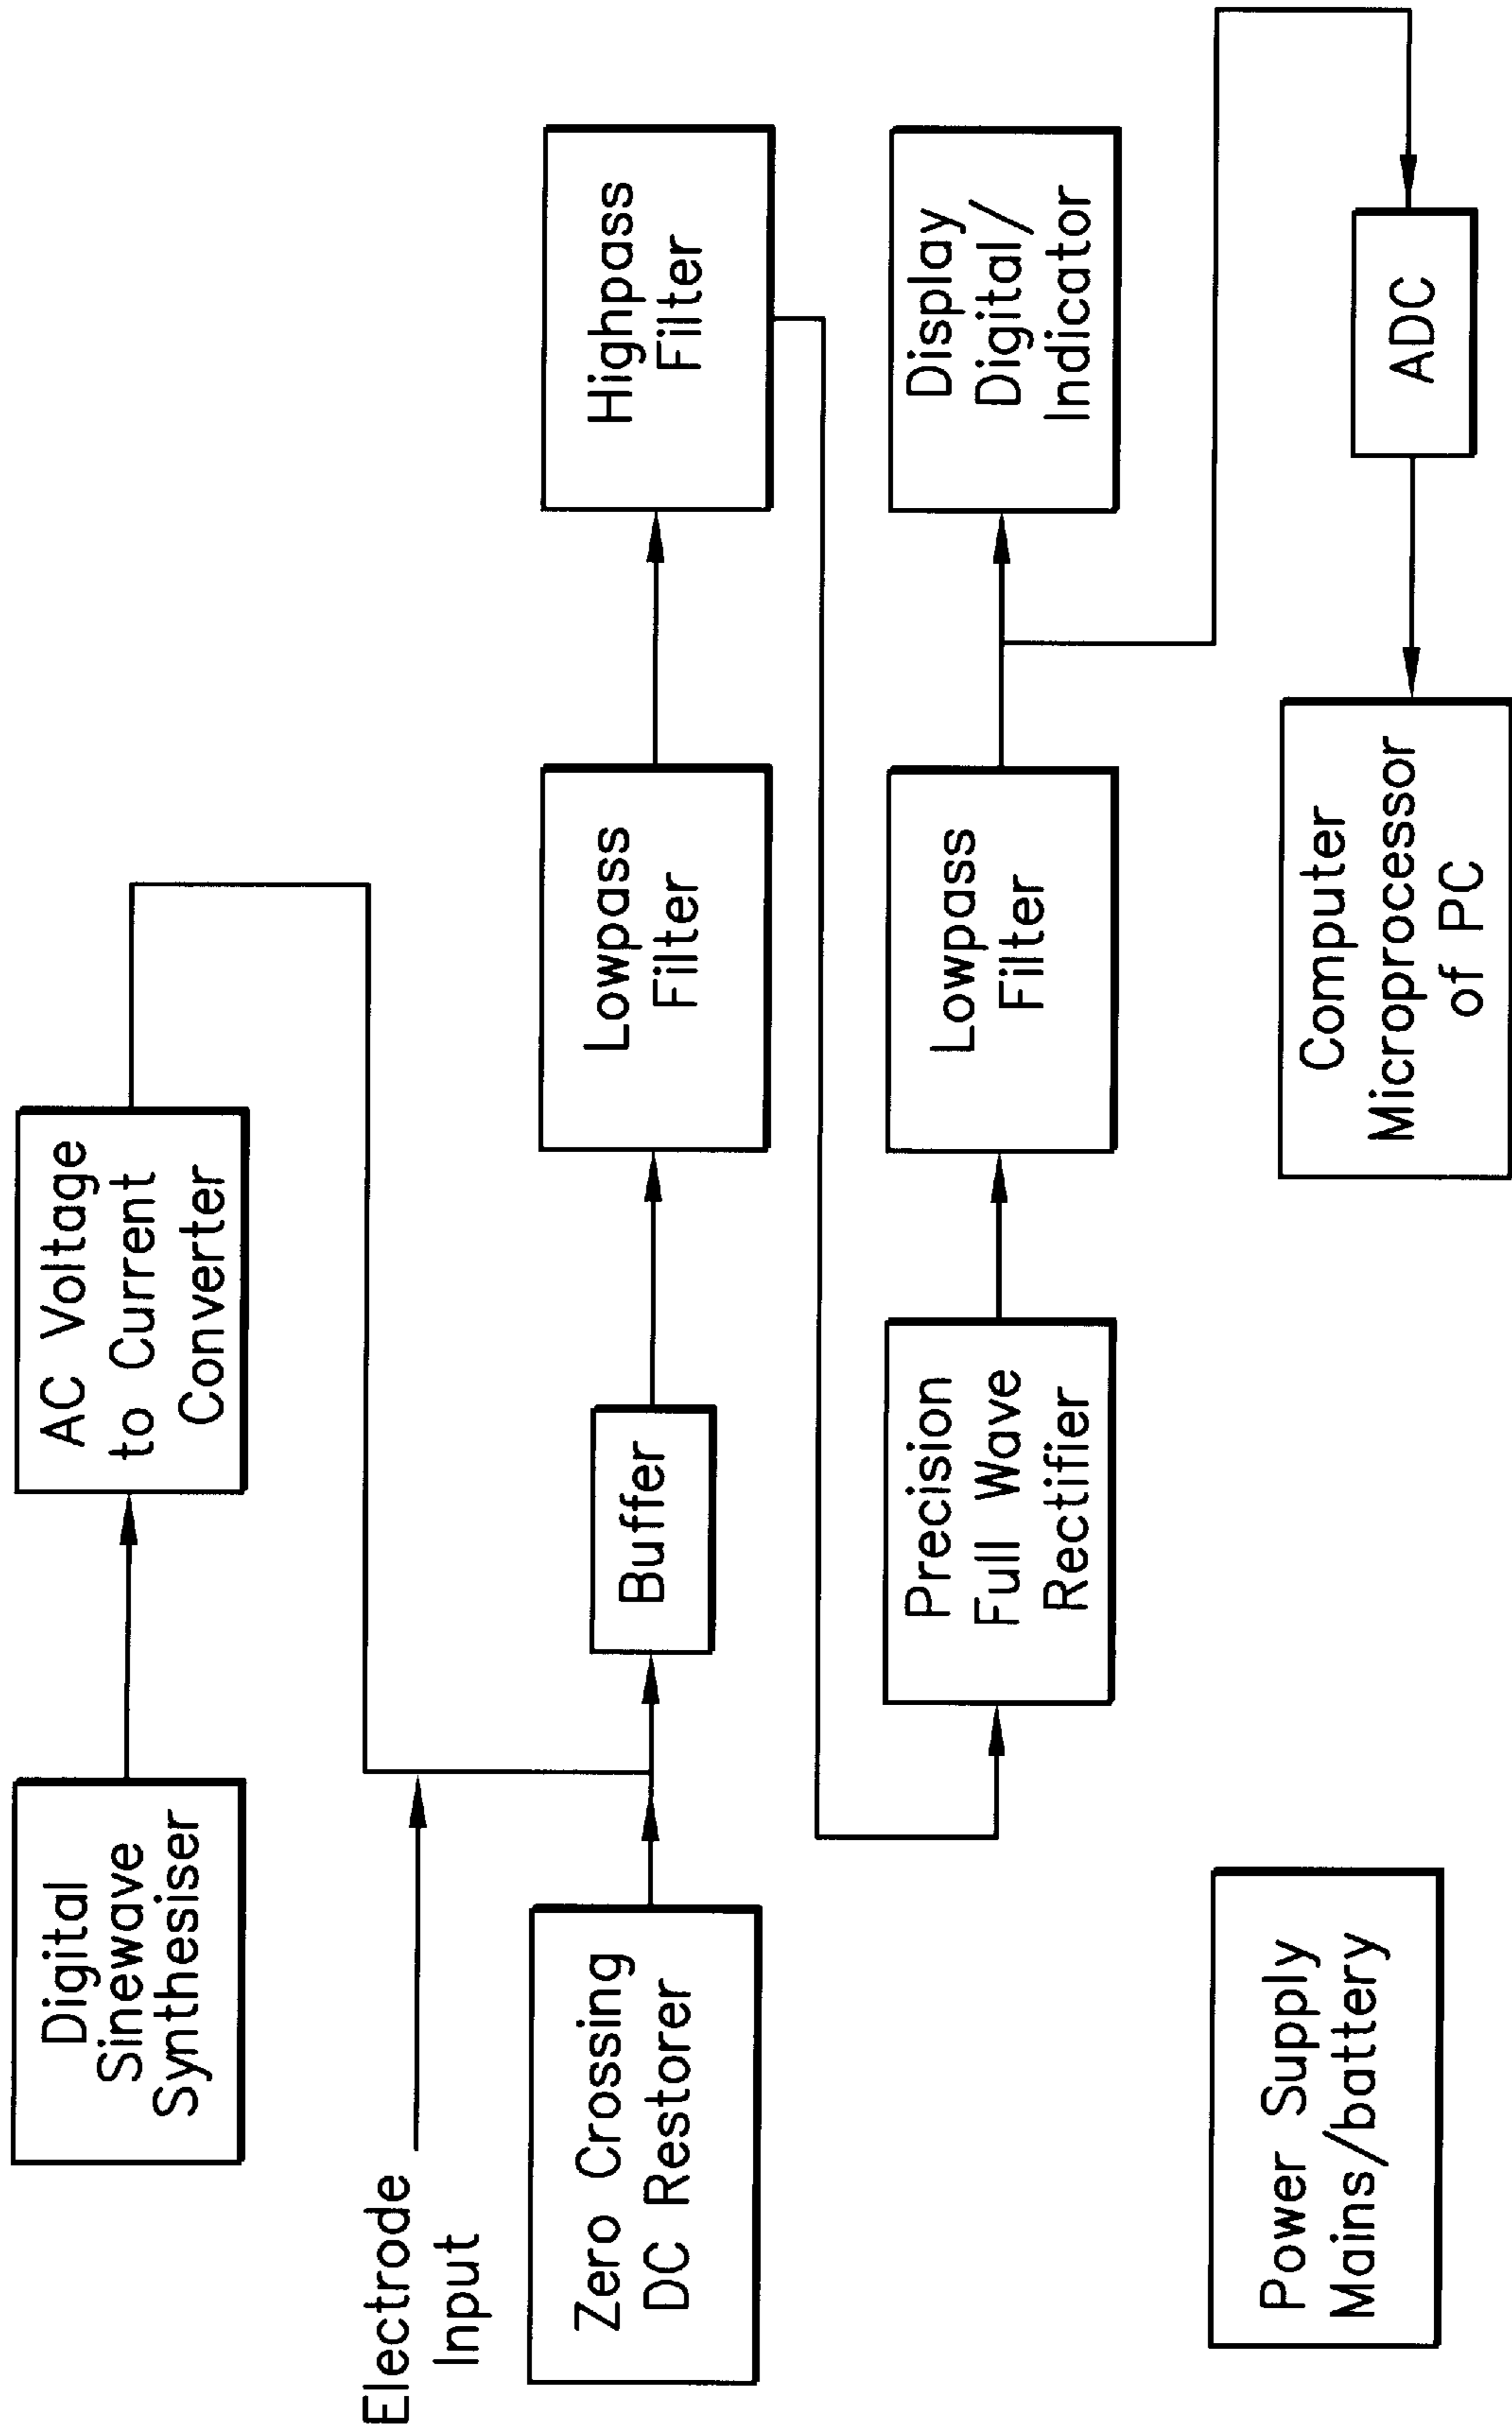 Digital
Sinewave
Synthesiser
AC Voltage
to Current
Converter
Electrode
Input
Zero Crossing
DC Restorer
Buffer
Lowpass
Filter
Highpass
Filter
Precision
Full Wave
Rectifier
Lowpass
Filter
Display
Digital/
Indicator
Power Supply
Mains/battery
Computer
Microprocessor
of PC
ADC